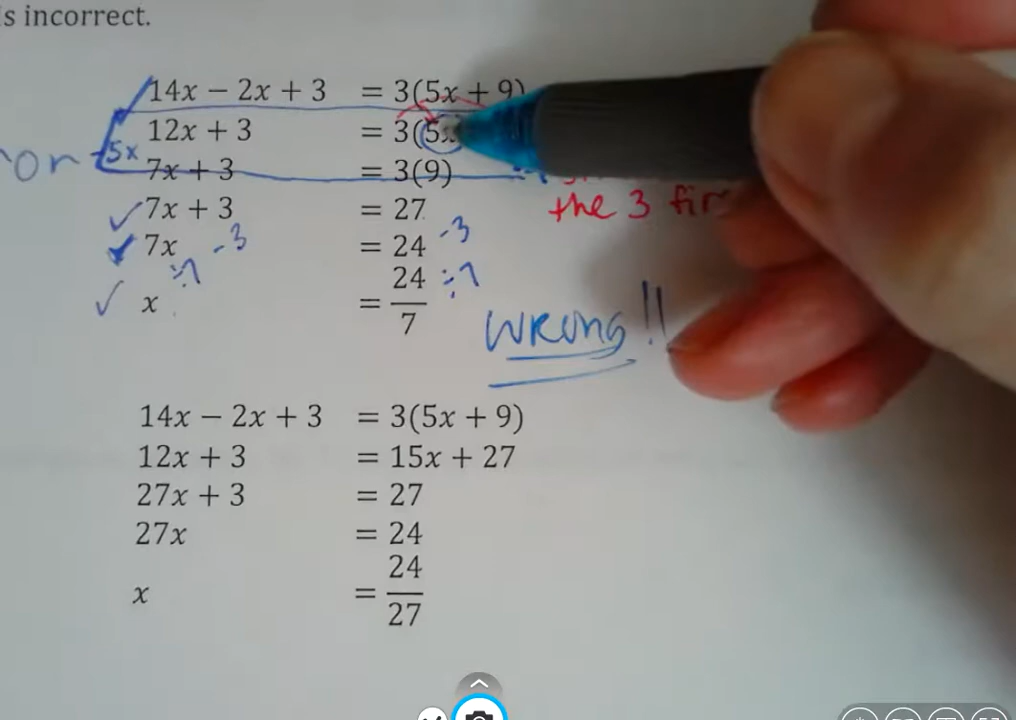 is incorrect.
14x − 2x + 3 = 3(5x + 9)
12x + 3 = 3(5x
-5x
7x + 3 = 3(9)
7x + 3 = 27
the 3
7x -3 = 24 -3
÷7
x = 24/7 ÷7
WRONG!!
14x − 2x + 3 = 3(5x + 9)
12x + 3 = 15x + 27
27x + 3 = 27
27x = 24
x = 24/27